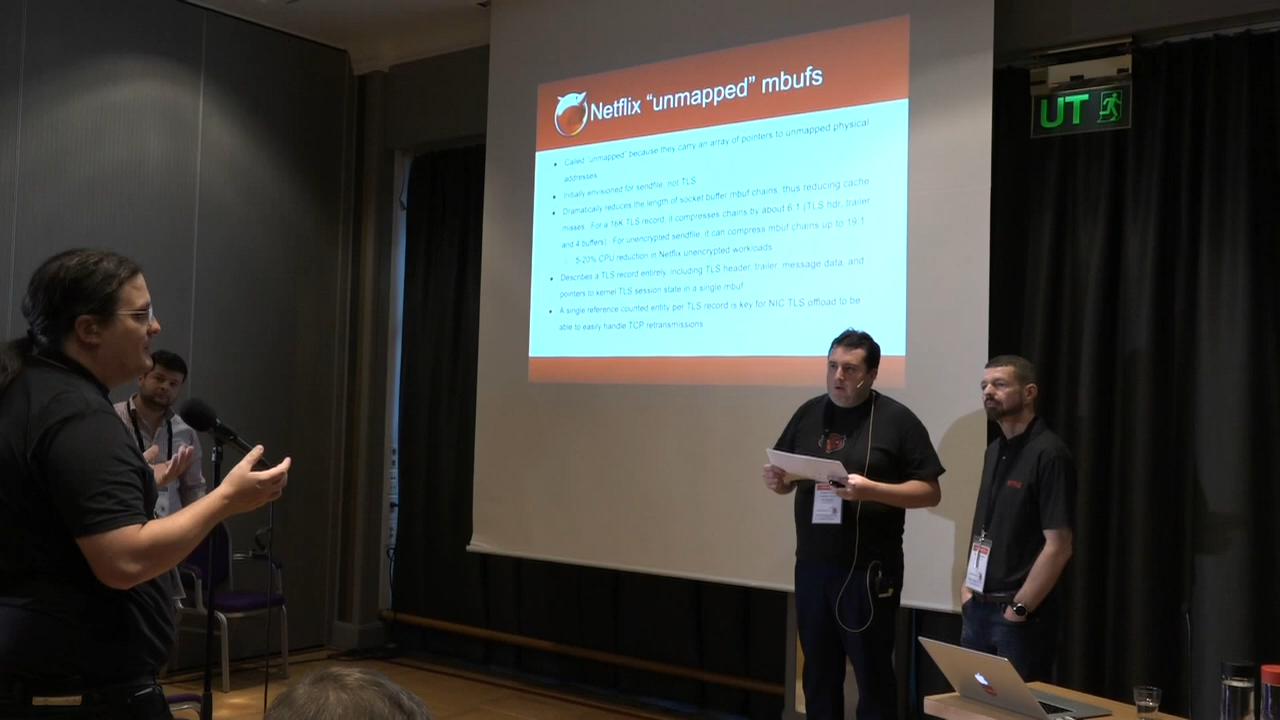 Netflix “unmapped” mbufs
Called “unmapped” because they carry an array of pointers to unmapped physical
addresses
Initially envisioned for sendfile, not TLS
Dramatically reduces the length of socket buffer mbuf chains, thus reducing cache
misses. For a 16K TLS record, it compresses chains by about 6:1 (TLS hdr, trailer
and 4 buffers). For unencrypted sendfile, it can compress mbuf chains up to 19:1
5-20% CPU reduction in Netflix unencrypted workloads
Describes a TLS record entirely, including TLS header, trailer, message data, and
pointers to kernel TLS session state in a single mbuf
A single reference counted entity per TLS record is key for NIC TLS offload to be
able to easily handle TCP retransmissions
UT
NETFLIX